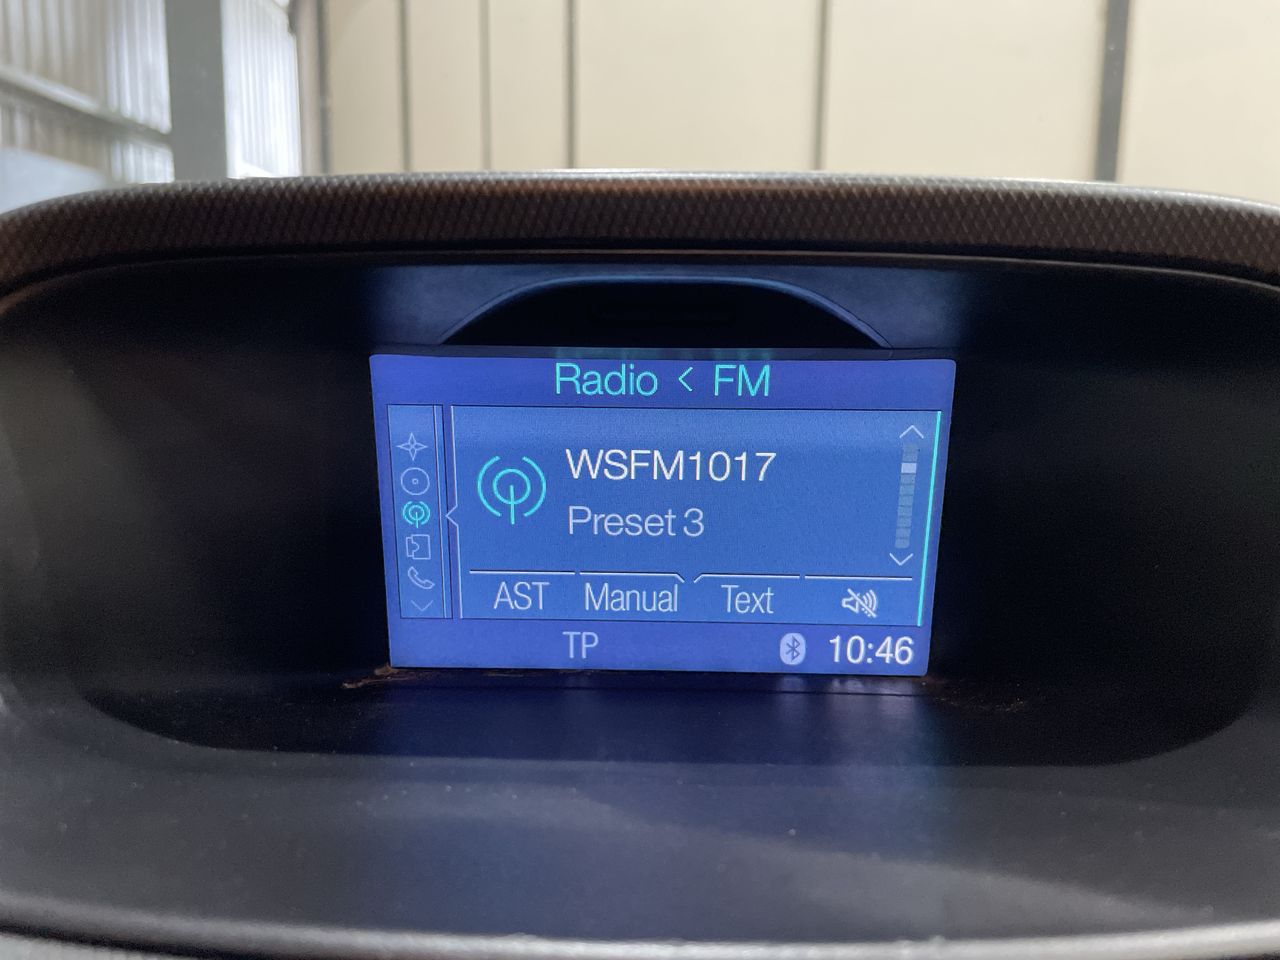 Radio < FM
WSFM1017
Preset 3
AST Manual Text
TP 10:46